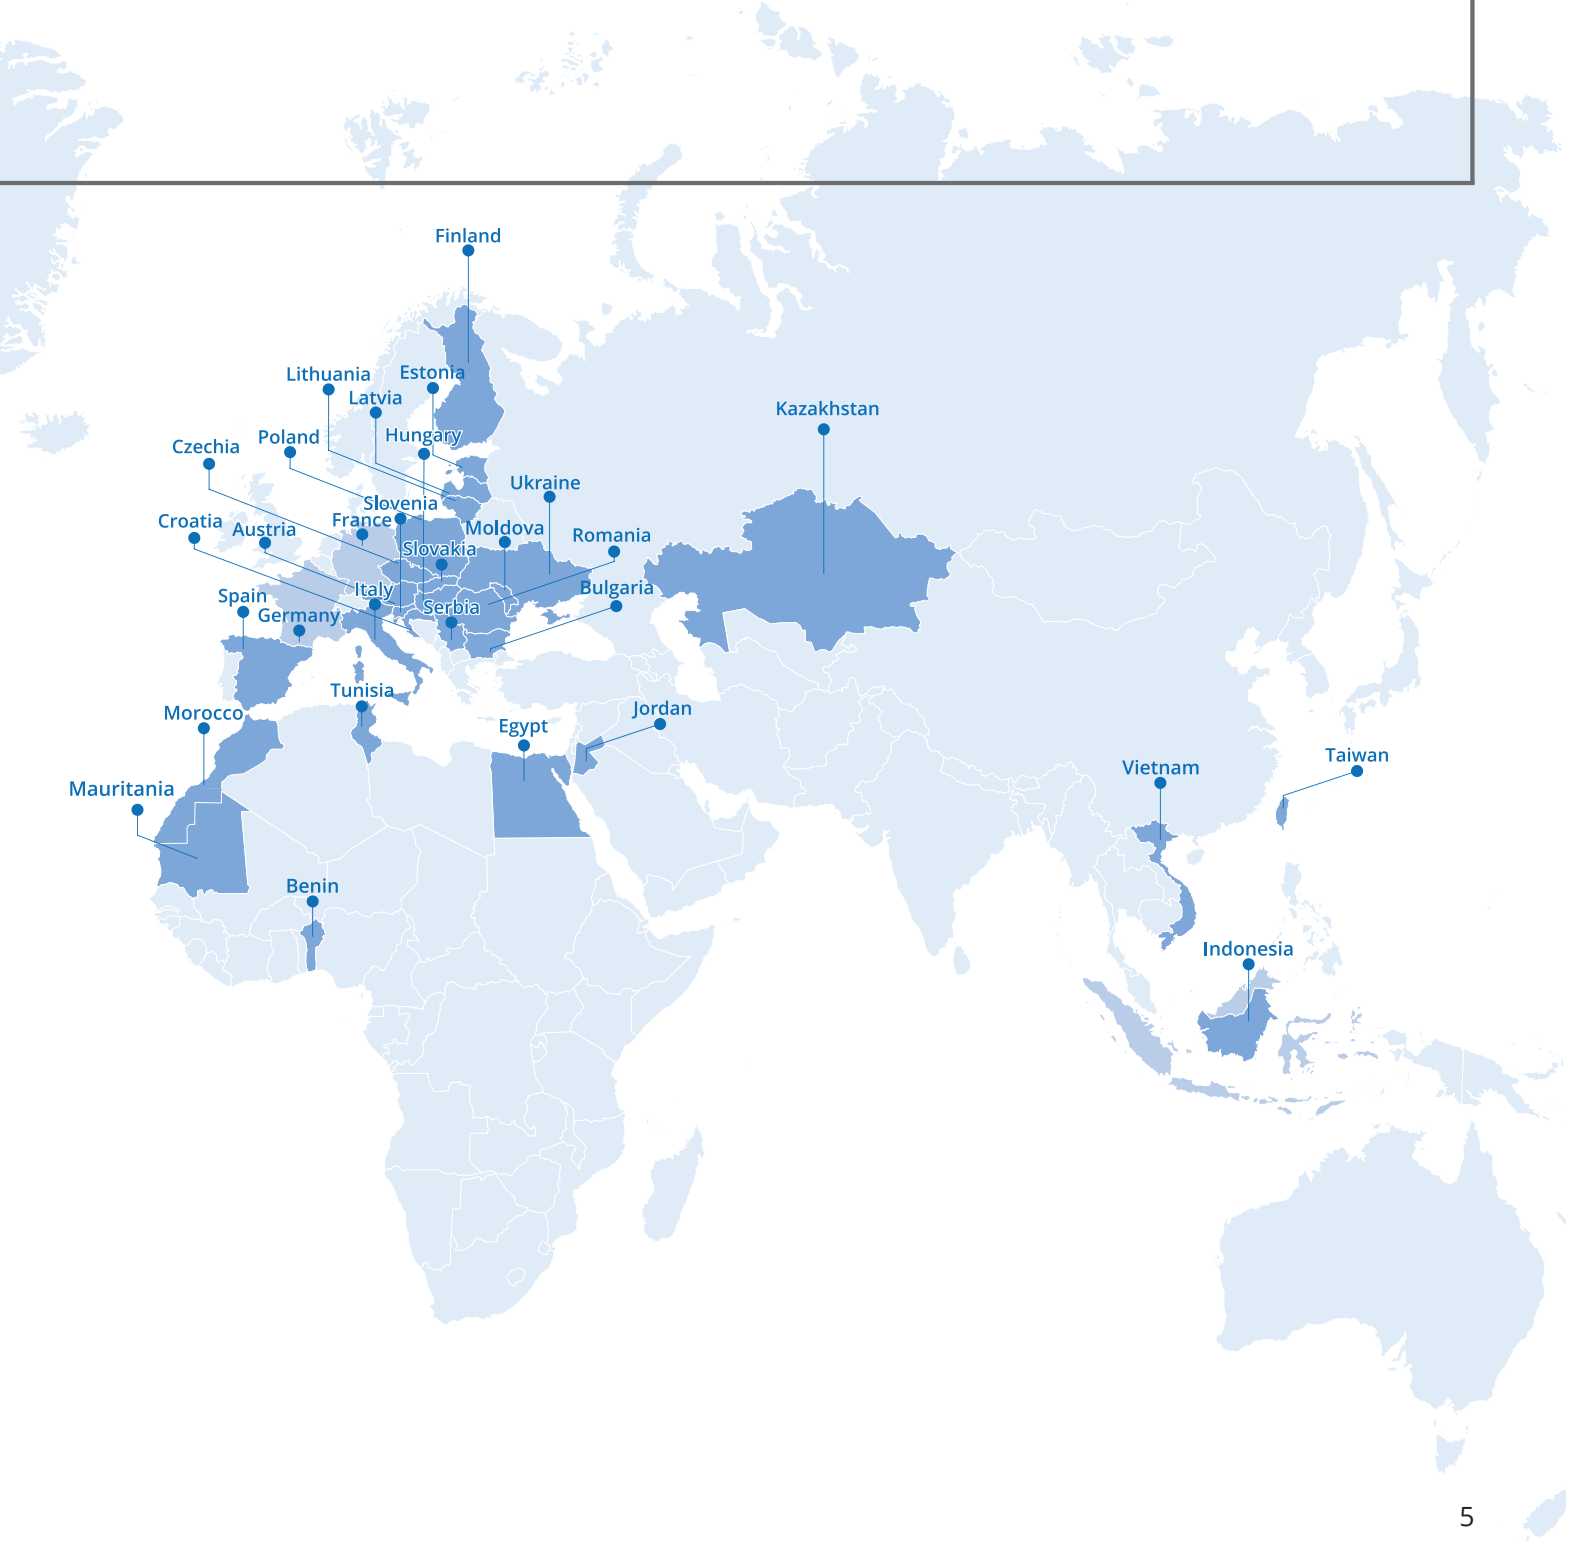 Finland
Lithuania
Estonia
Latvia
Kazakhstan
Hungary
Poland
Czechia
Ukraine
Slovenia
Croatia
France
Austria
Moldova
Romania
Slovakia
Bulgaria
Italy
Spain
Serbia
Germany
Tunisia
Jordan
Morocco
Egypt
Taiwan
Vietnam
Mauritania
Benin
Indonesia
5